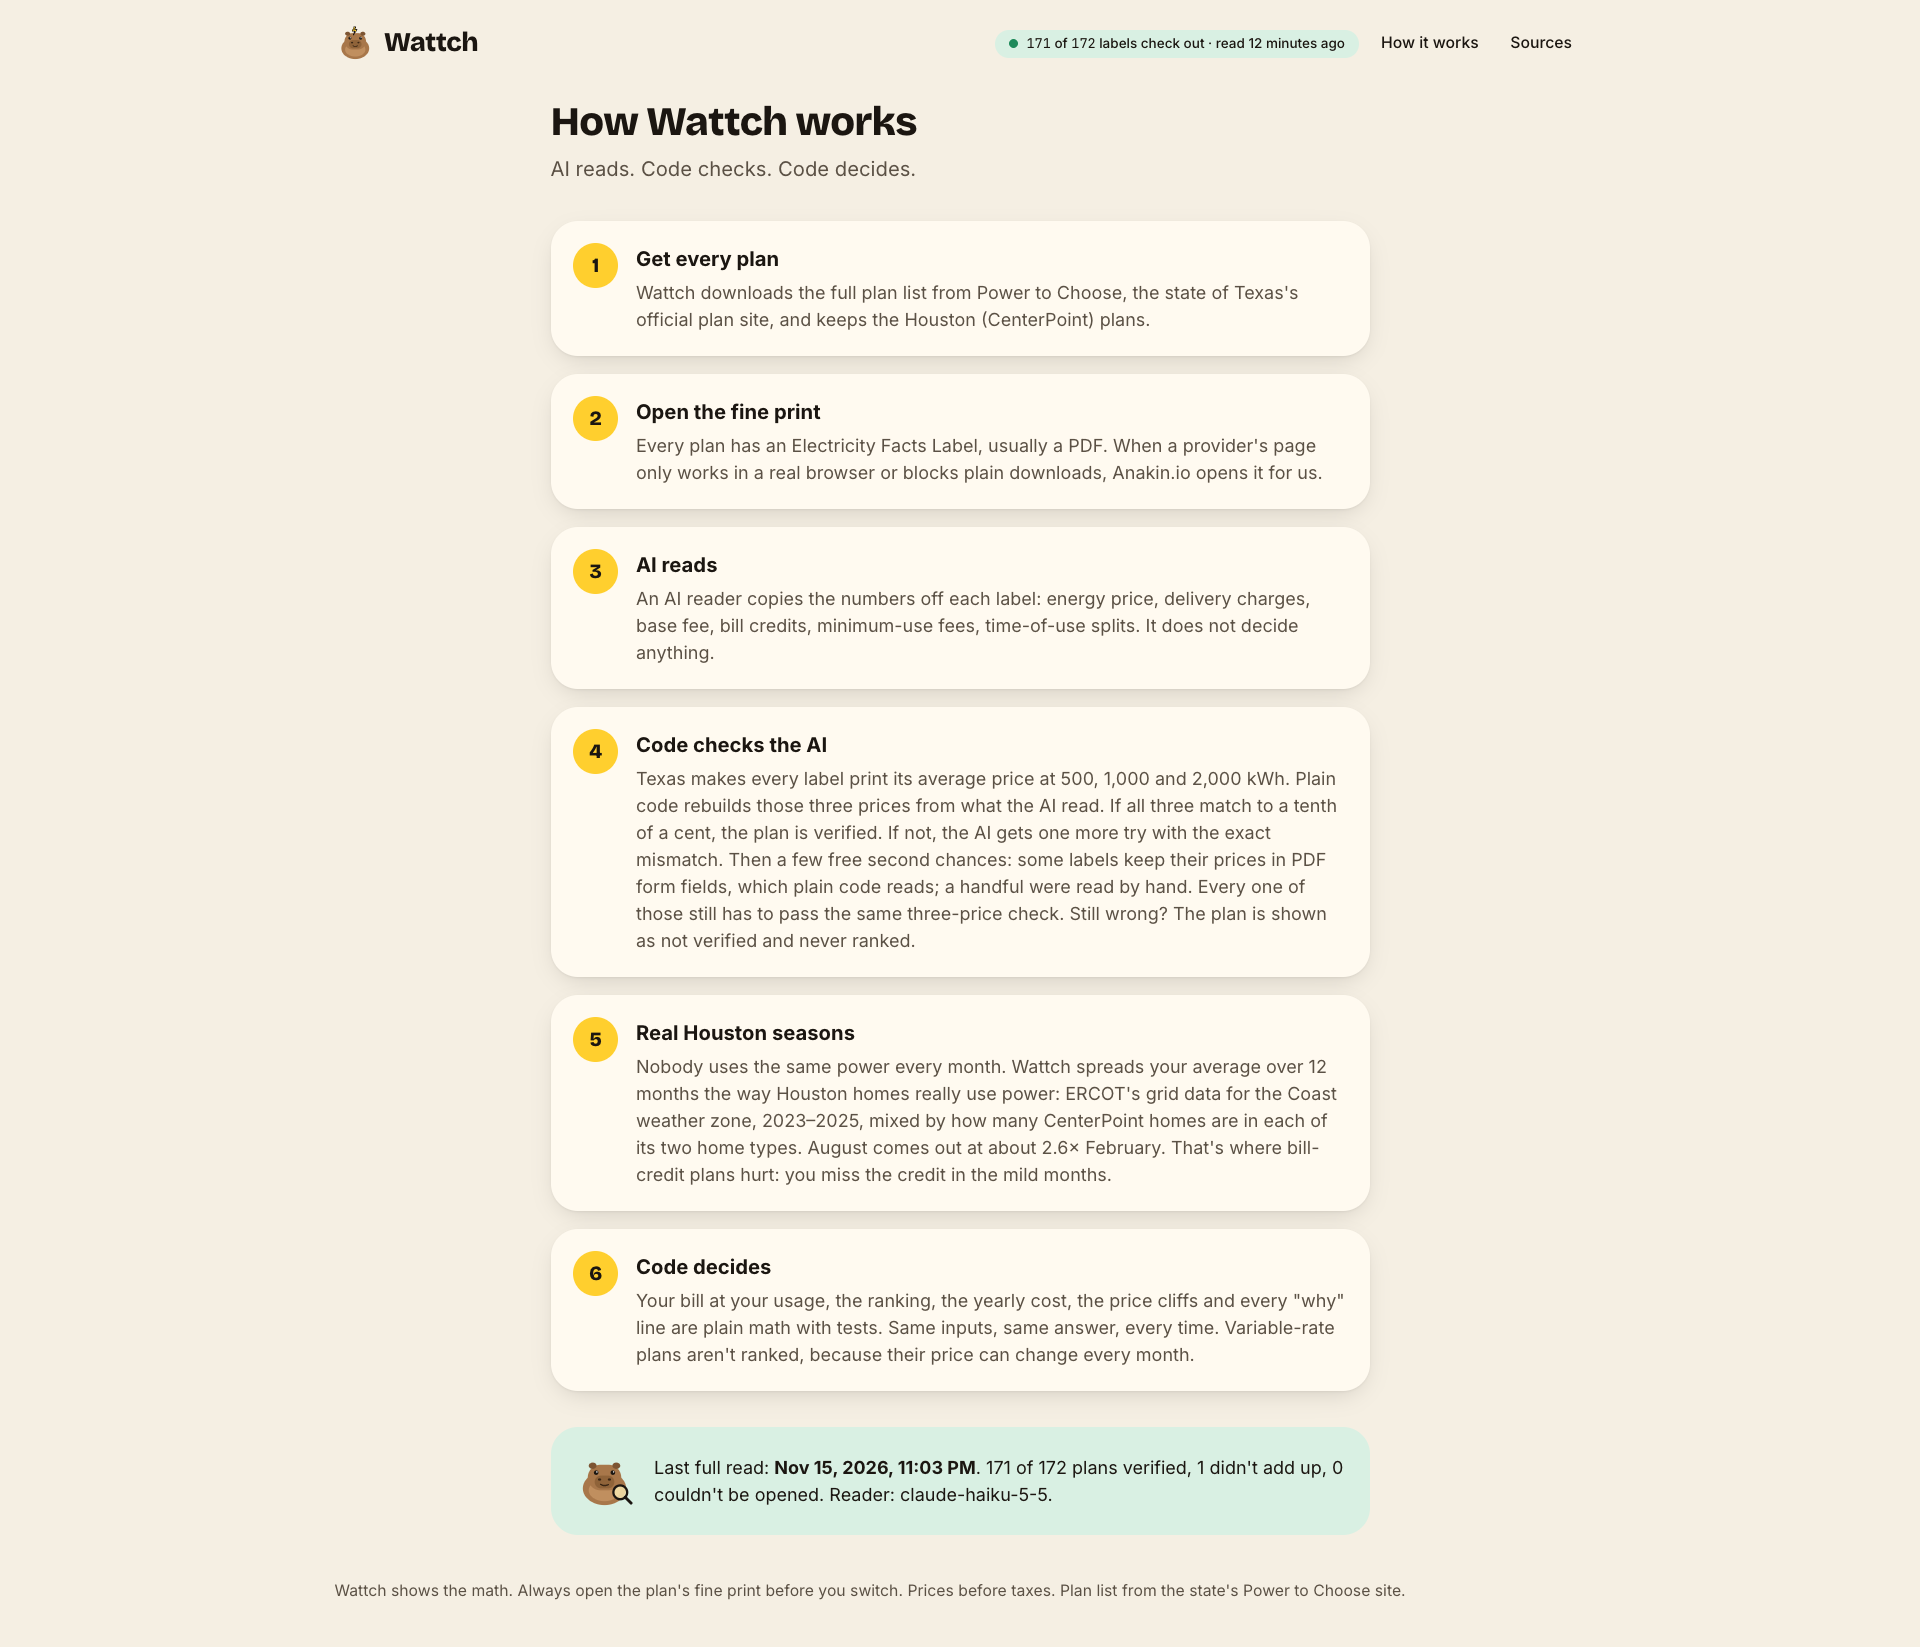 Wattch
171 of 172 labels check out · read 12 minutes ago
How it works
Sources
How Wattch works
AI reads. Code checks. Code decides.
1
Get every plan
Wattch downloads the full plan list from Power to Choose, the state of Texas's
official plan site, and keeps the Houston (CenterPoint) plans.
2
Open the fine print
Every plan has an Electricity Facts Label, usually a PDF. When a provider's page
only works in a real browser or blocks plain downloads, Anakin.io opens it for us.
3
AI reads
An AI reader copies the numbers off each label: energy price, delivery charges,
base fee, bill credits, minimum-use fees, time-of-use splits. It does not decide
anything.
4
Code checks the AI
Texas makes every label print its average price at 500, 1,000 and 2,000 kWh. Plain
code rebuilds those three prices from what the AI read. If all three match to a tenth
of a cent, the plan is verified. If not, the AI gets one more try with the exact
mismatch. Then a few free second chances: some labels keep their prices in PDF
form fields, which plain code reads; a handful were read by hand. Every one of
those still has to pass the same three-price check. Still wrong? The plan is shown
as not verified and never ranked.
5
Real Houston seasons
Nobody uses the same power every month. Wattch spreads your average over 12
months the way Houston homes really use power: ERCOT's grid data for the Coast
weather zone, 2023–2025, mixed by how many CenterPoint homes are in each of
its two home types. August comes out at about 2.6× February. That's where bill-
credit plans hurt: you miss the credit in the mild months.
6
Code decides
Your bill at your usage, the ranking, the yearly cost, the price cliffs and every "why"
line are plain math with tests. Same inputs, same answer, every time. Variable-rate
plans aren't ranked, because their price can change every month.
Last full read: Nov 15, 2026, 11:03 PM. 171 of 172 plans verified, 1 didn't add up, 0
couldn't be opened. Reader: claude-haiku-5-5.
Wattch shows the math. Always open the plan's fine print before you switch. Prices before taxes. Plan list from the state's Power to Choose site.